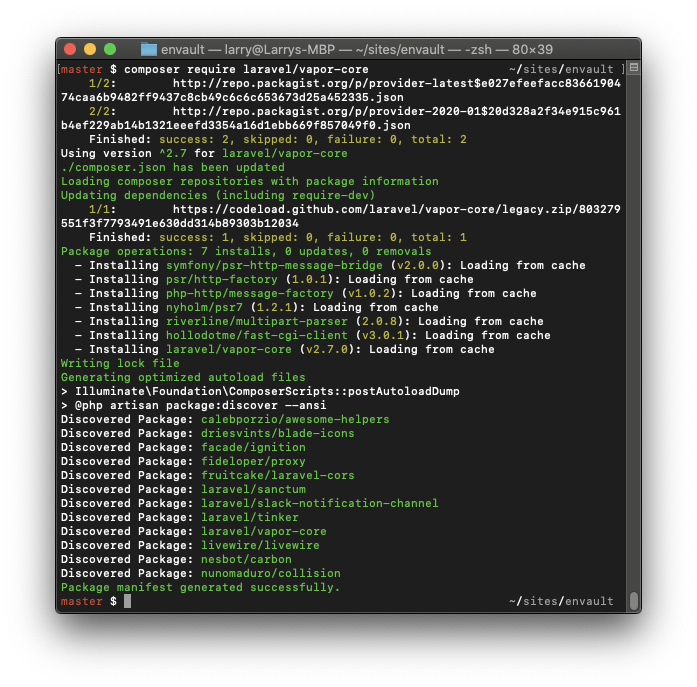 envault — larry@Larrys-MBP — ~/sites/envault — -zsh — 80×39
[master $ composer require laravel/vapor-core ~/sites/envault ]
1/2: http://repo.packagist.org/p/provider-latest$e027efeefacc83661904
74caa6b9482ff9437c8cb49c6c6c653673d25a452335.json
2/2: http://repo.packagist.org/p/provider-2020-01$20d328a2f34e915c961
b4ef229ab14b1321eeefd3354a16d1ebb669f857049f0.json
Finished: success: 2, skipped: 0, failure: 0, total: 2
Using version ^2.7 for laravel/vapor-core
./composer.json has been updated
Loading composer repositories with package information
Updating dependencies (including require-dev)
1/1: https://codeload.github.com/laravel/vapor-core/legacy.zip/803279
551f3f7793491e630dd314b89303b12034
Finished: success: 1, skipped: 0, failure: 0, total: 1
Package operations: 7 installs, 0 updates, 0 removals
- Installing symfony/psr-http-message-bridge (v2.0.0): Loading from cache
- Installing psr/http-factory (1.0.1): Loading from cache
- Installing php-http/message-factory (v1.0.2): Loading from cache
- Installing nyholm/psr7 (1.2.1): Loading from cache
- Installing riverline/multipart-parser (2.0.8): Loading from cache
- Installing hollodotme/fast-cgi-client (v3.0.1): Loading from cache
- Installing laravel/vapor-core (v2.7.0): Loading from cache
Writing lock file
Generating optimized autoload files
> Illuminate\Foundation\ComposerScripts::postAutoloadDump
> @php artisan package:discover --ansi
Discovered Package: calebporzio/awesome-helpers
Discovered Package: driesvints/blade-icons
Discovered Package: facade/ignition
Discovered Package: fideloper/proxy
Discovered Package: fruitcake/laravel-cors
Discovered Package: laravel/sanctum
Discovered Package: laravel/slack-notification-channel
Discovered Package: laravel/tinker
Discovered Package: laravel/vapor-core
Discovered Package: livewire/livewire
Discovered Package: nesbot/carbon
Discovered Package: nunomaduro/collision
Package manifest generated successfully.
master $ ~/sites/envault